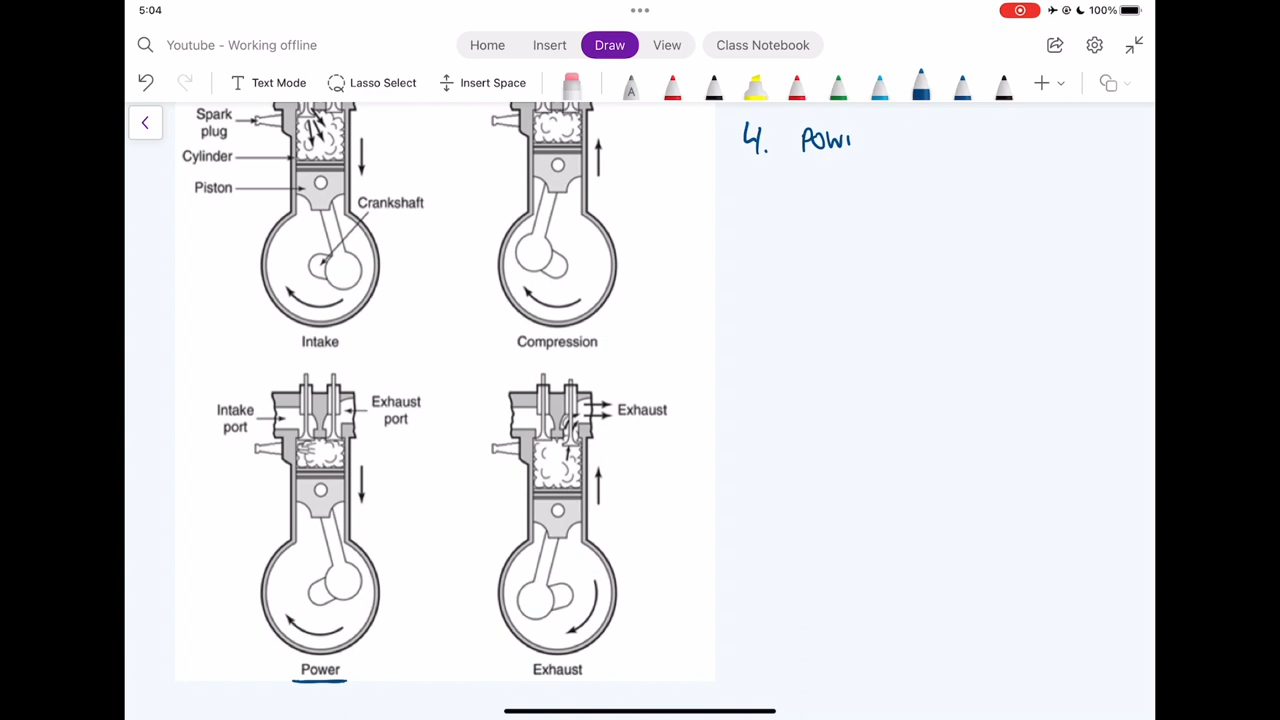 5:04
100%
Youtube - Working offline
Home Insert Draw View Class Notebook
Text Mode Lasso Select Insert Space
A
Spark
plug
Cylinder
Piston
Crankshaft
4. POWI
Intake
Compression
Intake
port
Exhaust
port
Exhaust
Power
Exhaust